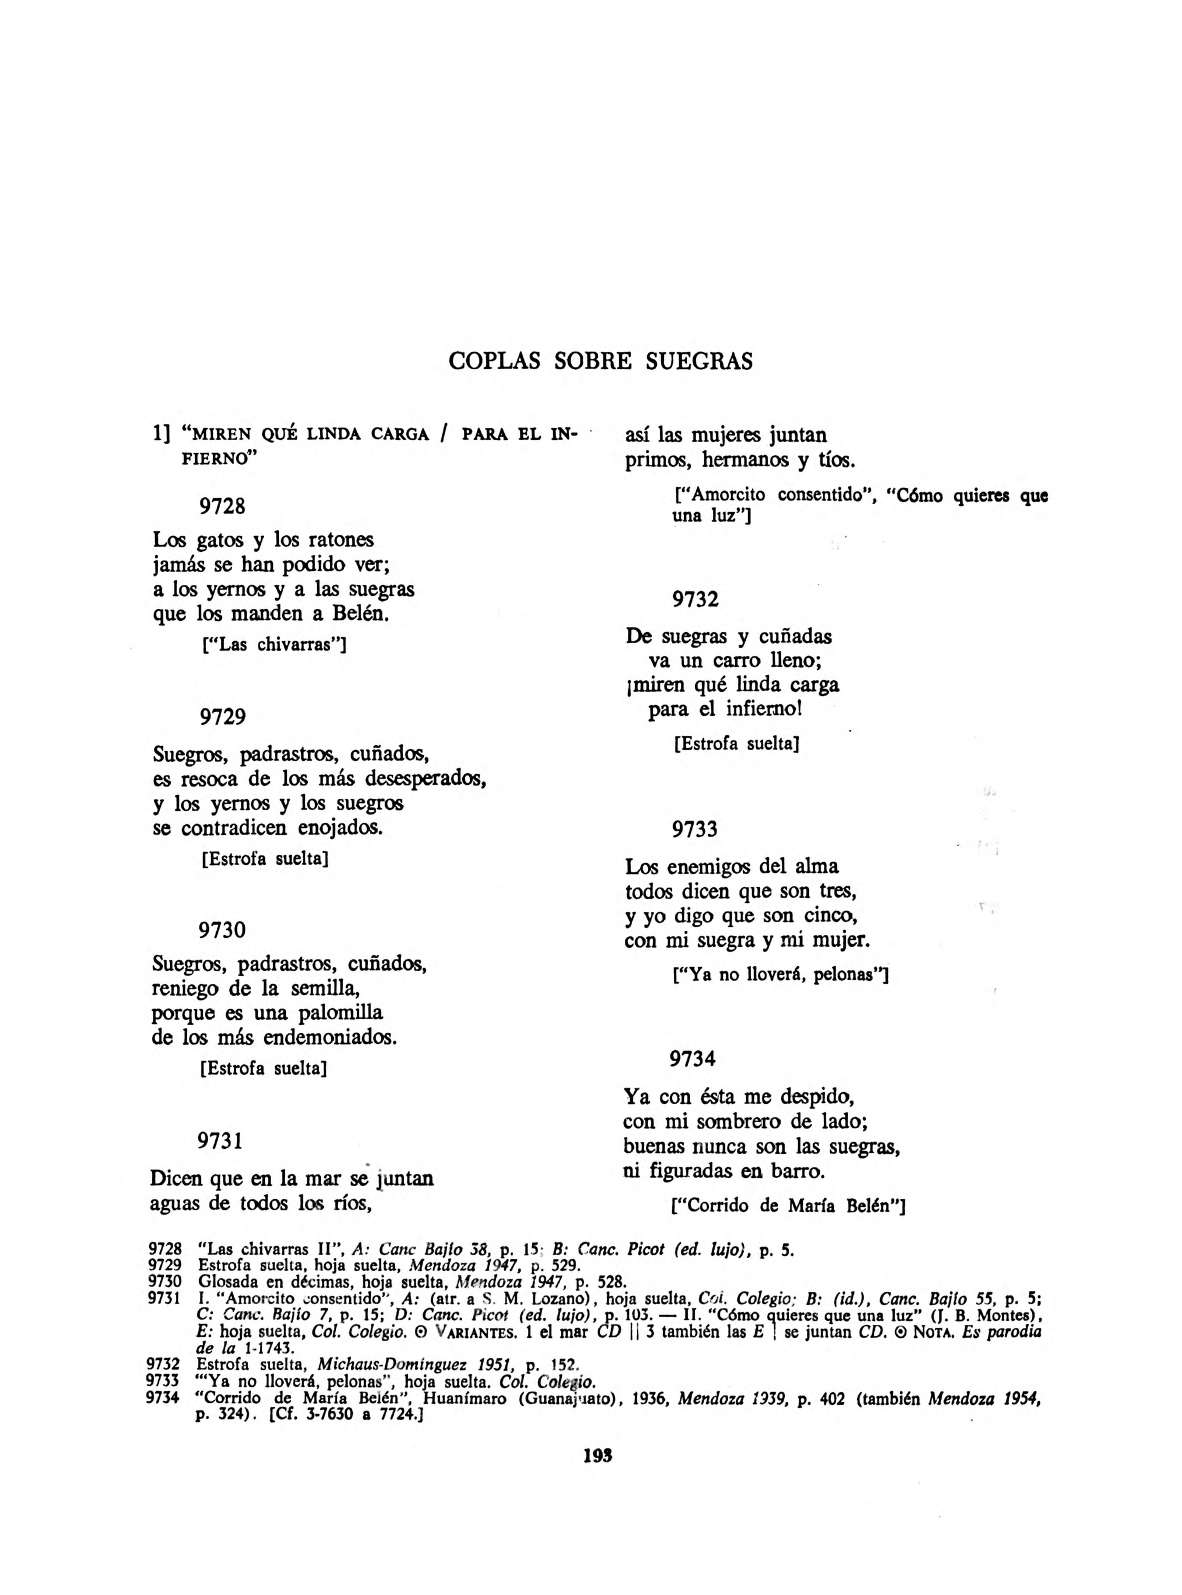 COPLAS SOBRE SUEGRAS
1] “MIREN QUÉ LINDA CARGA / PARA EL IN-
FIERNO”
9728
Los gatos y los ratones
jamás se han podido ver;
a los yernos y a las suegras
que los manden a Belén.
[“Las chivarras”]
9729
Suegros, padrastros, cuñados,
es resoca de los más desesperados,
y los yernos y los suegros
se contradicen enojados.
[Estrofa suelta]
9730
Suegros, padrastros, cuñados,
reniego de la semilla,
porque es una palomilla
de los más endemoniados.
[Estrofa suelta]
9731
Dicen que en la mar se juntan
aguas de todos los ríos,
así las mujeres juntan
primos, hermanos y tíos.
[“Amorcito consentido”, “Cómo quieres que
una luz”]
9732
De suegras y cuñadas
va un carro lleno;
¡miren qué linda carga
para el infierno!
[Estrofa suelta]
9733
Los enemigos del alma
todos dicen que son tres,
y yo digo que son cinco,
con mi suegra y mi mujer.
[“Ya no lloverá, pelonas”]
9734
Ya con ésta me despido,
con mi sombrero de lado;
buenas nunca son las suegras,
ni figuradas en barro.
[“Corrido de María Belén”]
9728 “Las chivarras II”, A: Canc Bajío 38, p. 15; B: Canc. Picot (ed. lujo), p. 5.
9729 Estrofa suelta, hoja suelta, Mendoza 1947, p. 529.
9730 Glosada en décimas, hoja suelta, Mendoza 1947, p. 528.
9731 I. “Amorcito consentido”, A: (atr. a S. M. Lozano), hoja suelta, Col. Colegio; B: (id.), Canc. Bajío 55, p. 5;
C: Canc. Bajío 7, p. 15; D: Canc. Picot (ed. lujo), p. 103. — II. “Cómo quieres que una luz” (J. B. Montes),
E: hoja suelta, Col. Colegio. ⊙ VARIANTES. 1 el mar CD || 3 también las E | se juntan CD. ⊙ NOTA. Es parodia
de la 1-1743.
9732 Estrofa suelta, Michaus-Domínguez 1951, p. 152.
9733 “'Ya no lloverá, pelonas”, hoja suelta. Col. Colegio.
9734 “Corrido de María Belén”, Huanímaro (Guanajuato), 1936, Mendoza 1939, p. 402 (también Mendoza 1954,
p. 324). [Cf. 3-7630 a 7724.]
193